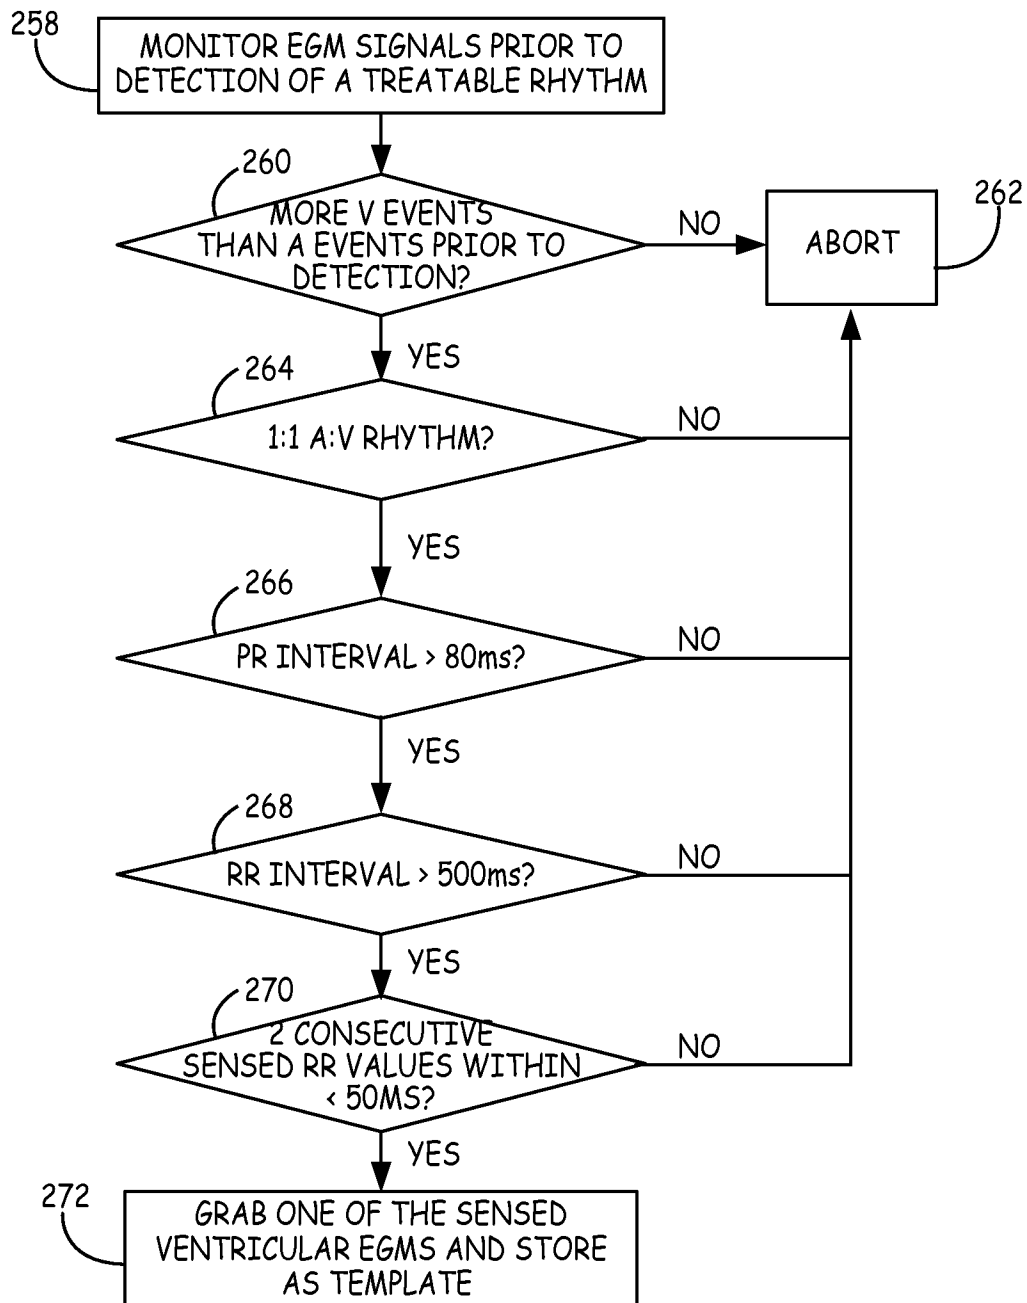 258
MONITOR EGM SIGNALS PRIOR TO
DETECTION OF A TREATABLE RHYTHM
260
MORE V EVENTS
THAN A EVENTS PRIOR TO
DETECTION?
NO
ABORT
262
YES
264
1:1 A:V RHYTHM?
NO
YES
266
PR INTERVAL > 80ms?
NO
YES
268
RR INTERVAL > 500ms?
NO
YES
270
2 CONSECUTIVE
SENSED RR VALUES WITHIN
< 50MS?
NO
YES
272
GRAB ONE OF THE SENSED
VENTRICULAR EGMS AND STORE
AS TEMPLATE